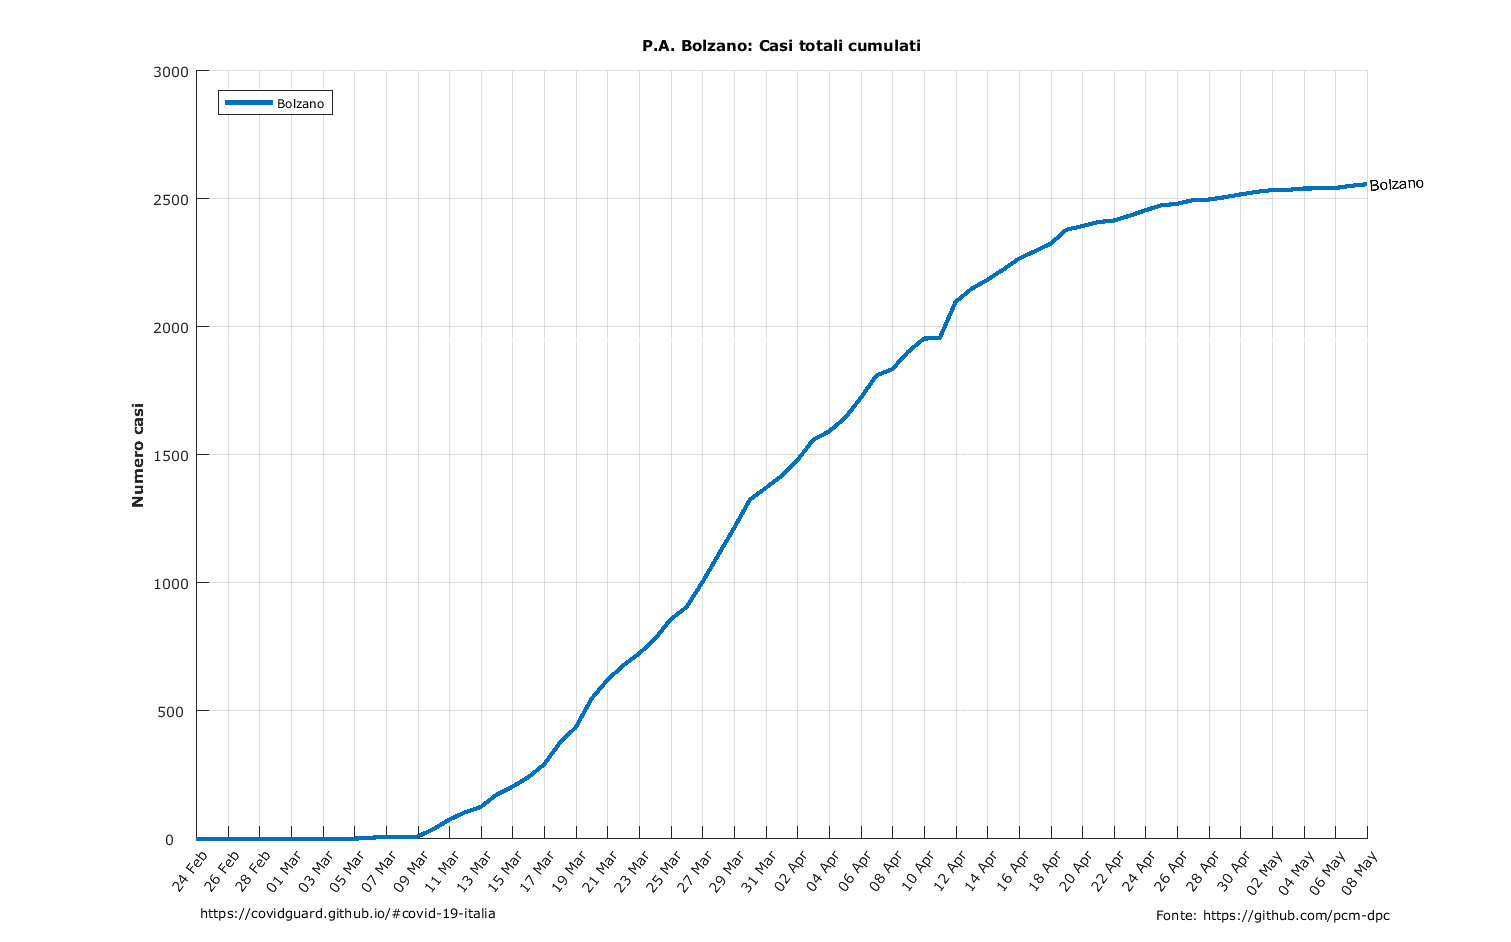 P.A. Bolzano: Casi totali cumulati
3000
2500
2000
1500
1000
500
0
Numero casi
Bolzano
Bolzano
24 Feb
26 Feb
28 Feb
01 Mar
03 Mar
05 Mar
07 Mar
09 Mar
11 Mar
13 Mar
15 Mar
17 Mar
19 Mar
21 Mar
23 Mar
25 Mar
27 Mar
29 Mar
31 Mar
02 Apr
04 Apr
06 Apr
08 Apr
10 Apr
12 Apr
14 Apr
16 Apr
18 Apr
20 Apr
22 Apr
24 Apr
26 Apr
28 Apr
30 Apr
02 May
04 May
06 May
08 May
https://covidguard.github.io/#covid-19-italia
Fonte: https://github.com/pcm-dpc